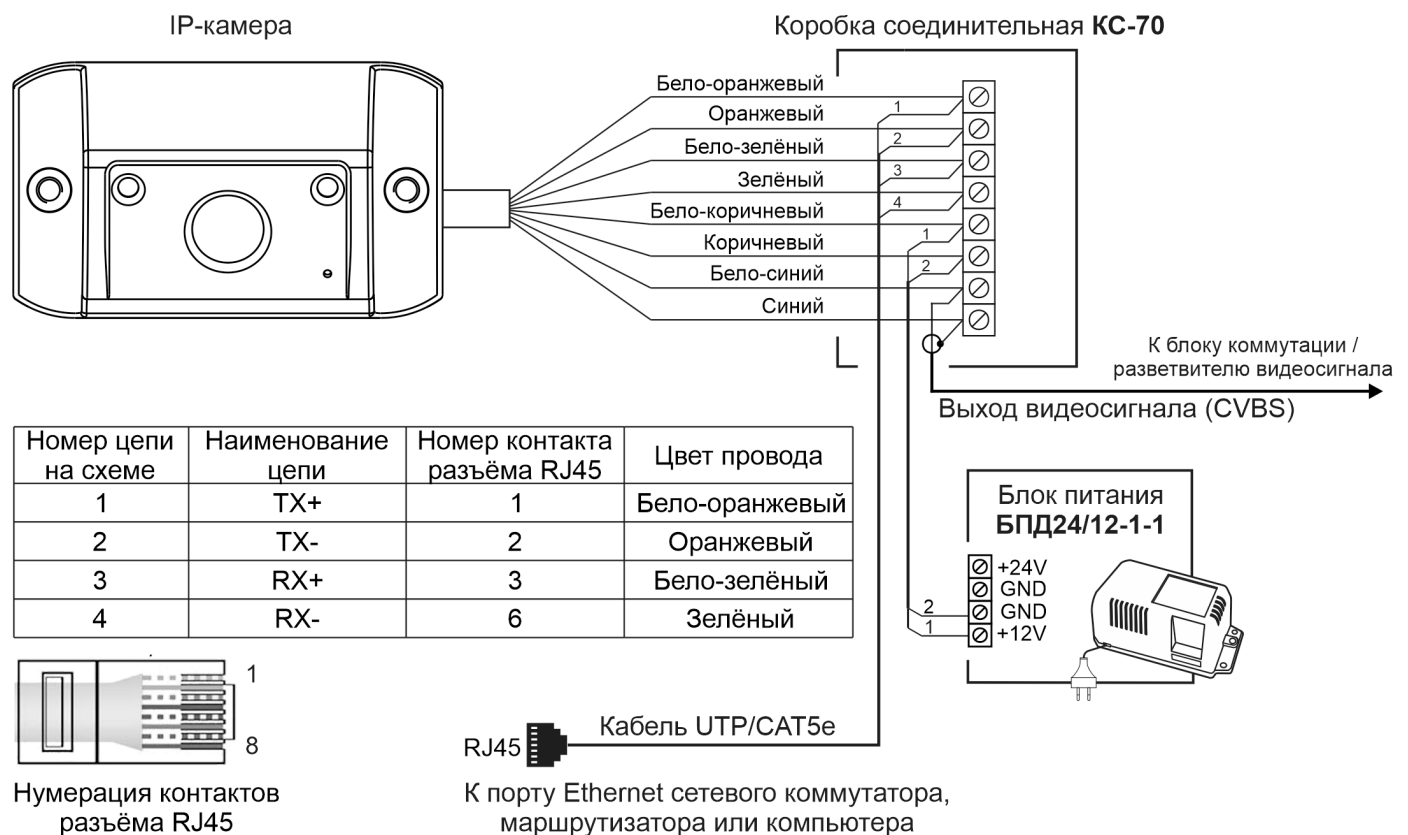 IP-камера
Коробка соединительная КС-70
Бело-оранжевый
Оранжевый
Бело-зелёный
Зелёный
Бело-коричневый
Коричневый
Бело-синий
Синий
1
2
3
4
1
2
К блоку коммутации /
разветвителю видеосигнала
Выход видеосигнала (CVBS)
Номер цепи на схеме | Наименование цепи | Номер контакта разъёма RJ45 | Цвет провода
1 TX+ 1 Бело-оранжевый
2 TX- 2 Оранжевый
3 RX+ 3 Бело-зелёный
4 RX- 6 Зелёный
Блок питания
БПД24/12-1-1
+24V
GND
2 GND
1 +12V
1
8
Нумерация контактов
разъёма RJ45
RJ45
Кабель UTP/CAT5e
К порту Ethernet сетевого коммутатора,
маршрутизатора или компьютера